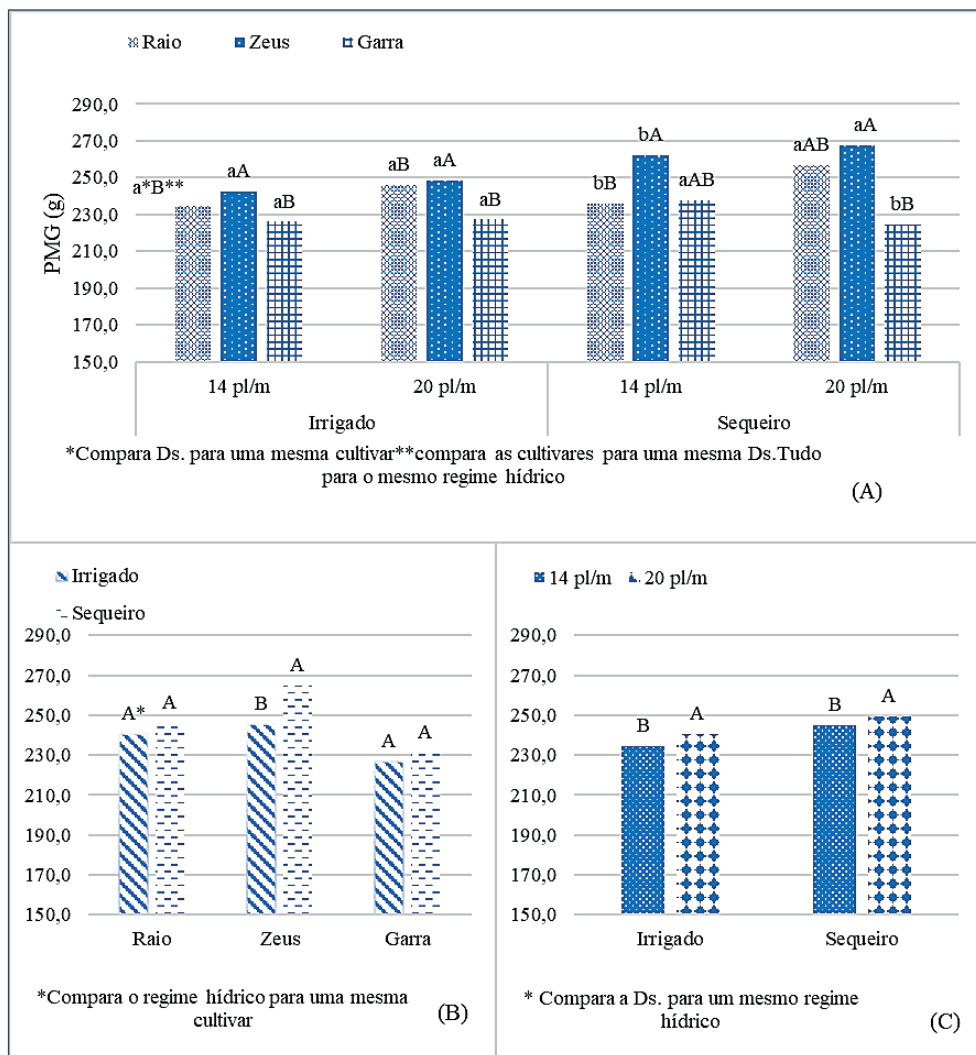 Raio Zeus Garra
290,0
270,0
250,0
230,0
210,0
190,0
170,0
150,0
PMG (g)
a*B** aA aB aB aA aB bB bA aAB aAB aA bB
14 pl/m 20 pl/m 14 pl/m 20 pl/m
Irrigado Sequeiro
*Compara Ds. para uma mesma cultivar**compara as cultivares para uma mesma Ds.Tudo
para o mesmo regime hídrico
(A)
Irrigado
Sequeiro
290,0
270,0
250,0
230,0
210,0
190,0
170,0
150,0
A* A B A A A
Raio Zeus Garra
*Compara o regime hídrico para uma mesma
cultivar
(B)
14 pl/m 20 pl/m
290,0
270,0
250,0
230,0
210,0
190,0
170,0
150,0
B A B A
Irrigado Sequeiro
* Compara a Ds. para um mesmo regime
hídrico
(C)